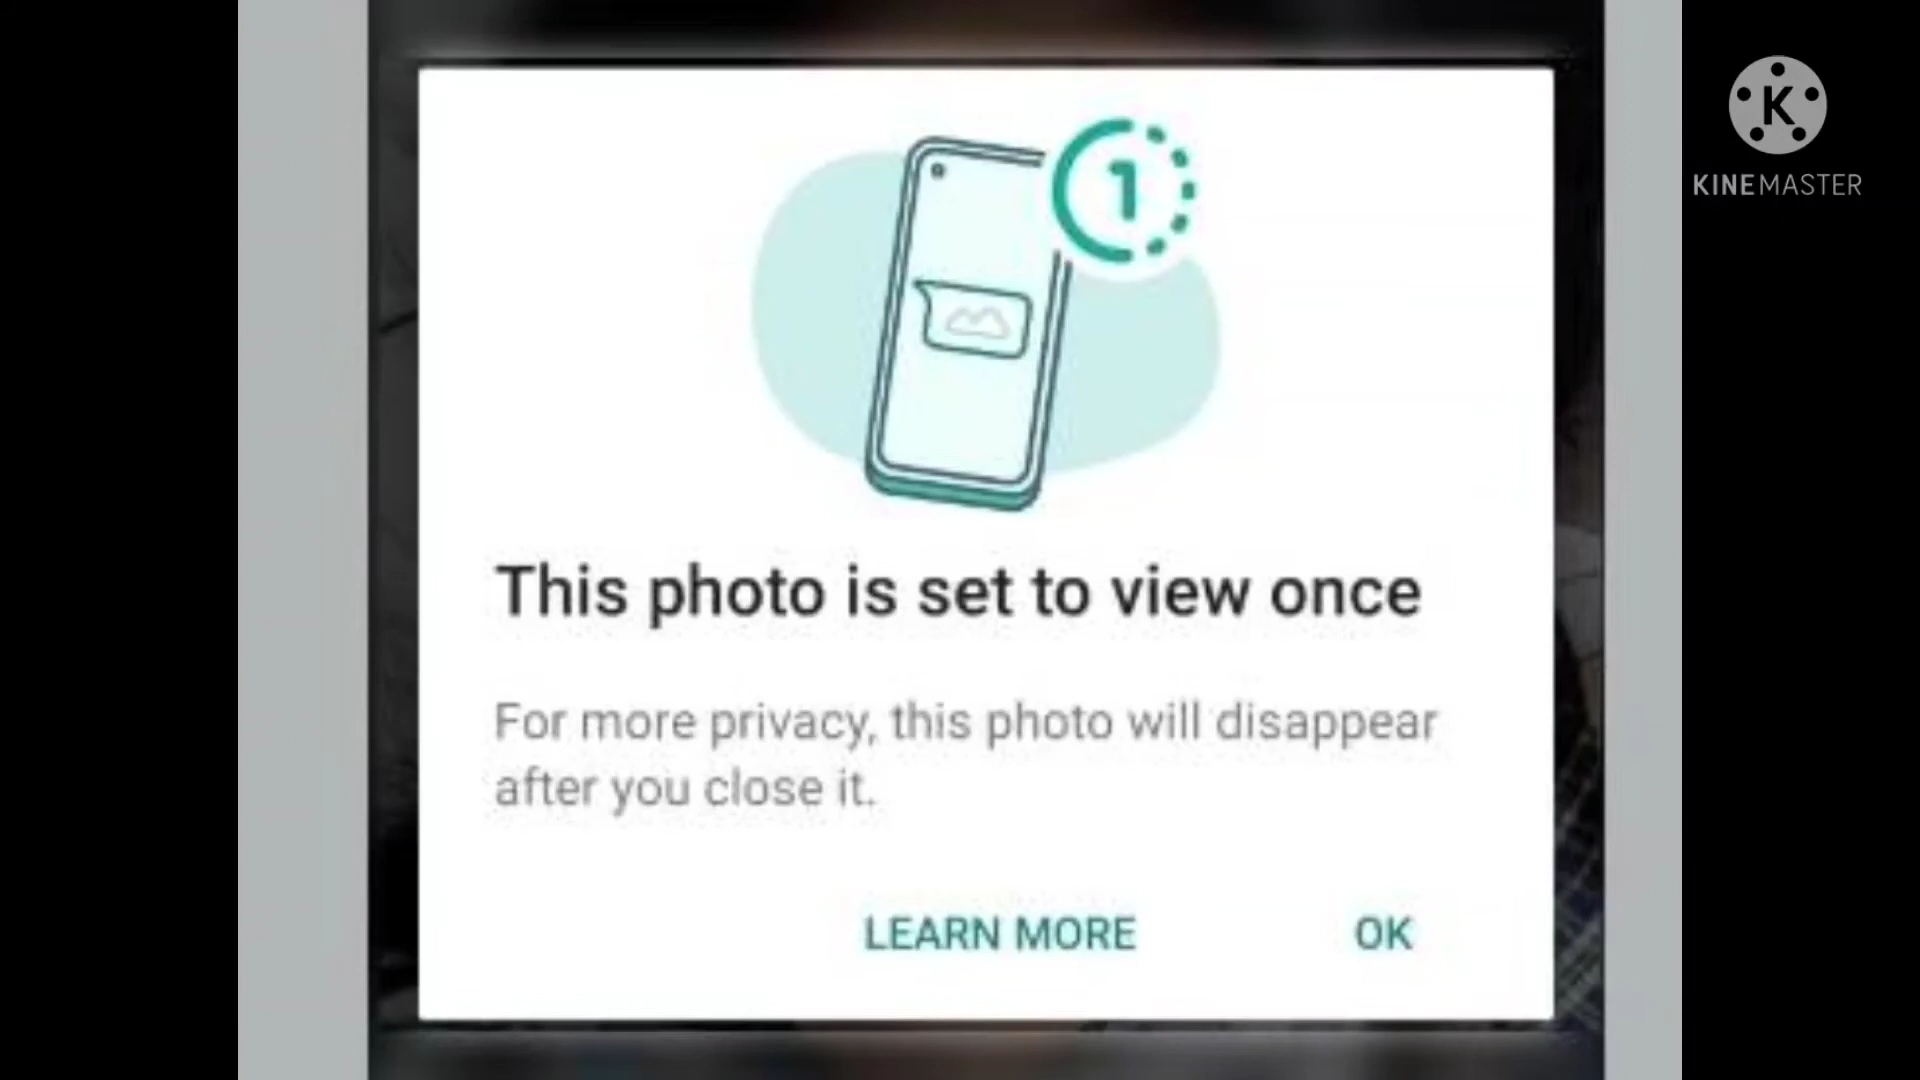 1
K
KINEMASTER
This photo is set to view once
For more privacy, this photo will disappear
after you close it.
LEARN MORE OK